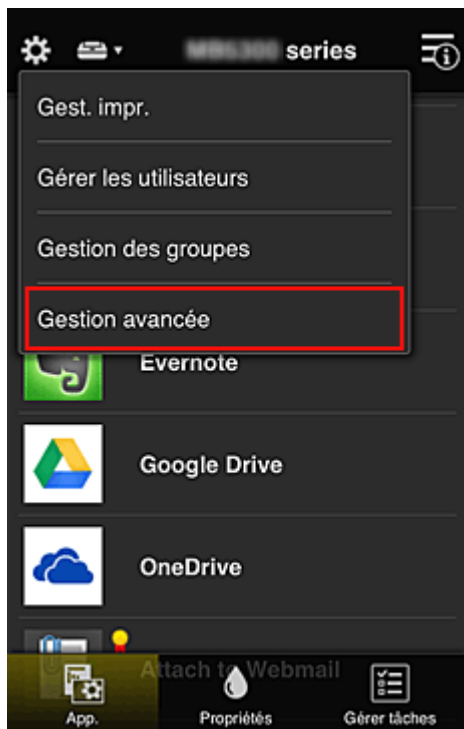 series
Gest. impr.
Gérer les utilisateurs
Gestion des groupes
Gestion avancée
Evernote
Google Drive
OneDrive
Attach to Webmail
App.
Propriétés
Gérer tâches